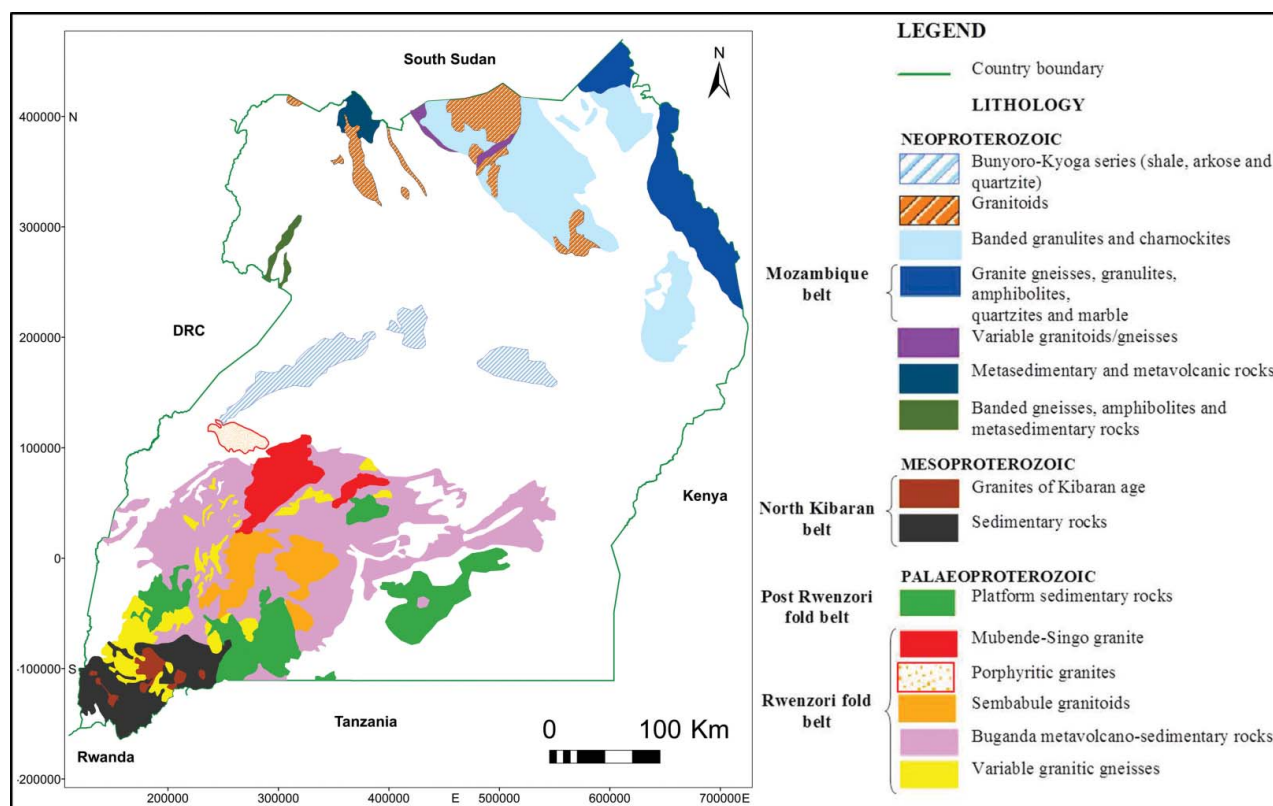 South Sudan
N
400000
N
300000
DRC
200000
100000
Kenya
0
-100000
S
Tanzania
0 100 Km
Rwanda
-200000
200000 300000 400000 E 500000 600000 700000E
LEGEND
Country boundary
LITHOLOGY
NEOPROTEROZOIC
Bunyoro-Kyoga series (shale, arkose and
quartzite)
Granitoids
Banded granulites and charnockites
Mozambique
belt
Granite gneisses, granulites,
amphibolites,
quartzites and marble
Variable granitoids/gneisses
Metasedimentary and metavolcanic rocks
Banded gneisses, amphibolites and
metasedimentary rocks
MESOPROTEROZOIC
North Kibaran
belt
Granites of Kibaran age
Sedimentary rocks
PALAEOPROTEROZOIC
Post Rwenzori
fold belt
Platform sedimentary rocks
Rwenzori fold
belt
Mubende-Singo granite
Porphyritic granites
Sembabule granitoids
Buganda metavolcano-sedimentary rocks
Variable granitic gneisses